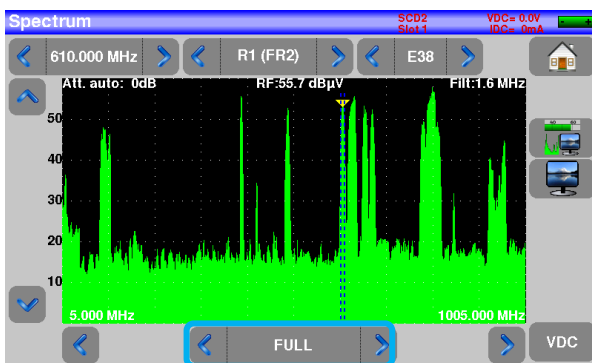 Spectrum
SCD2
Slot 1
VDC= 0.0V
IDC= 0mA
- +
610.000 MHz
R1 (FR2)
E38
Att. auto: 0dB
RF:55.7 dBµV
Filt:1.6 MHz
50
40
30
20
10
5.000 MHz
1005.000 MHz
FULL
VDC